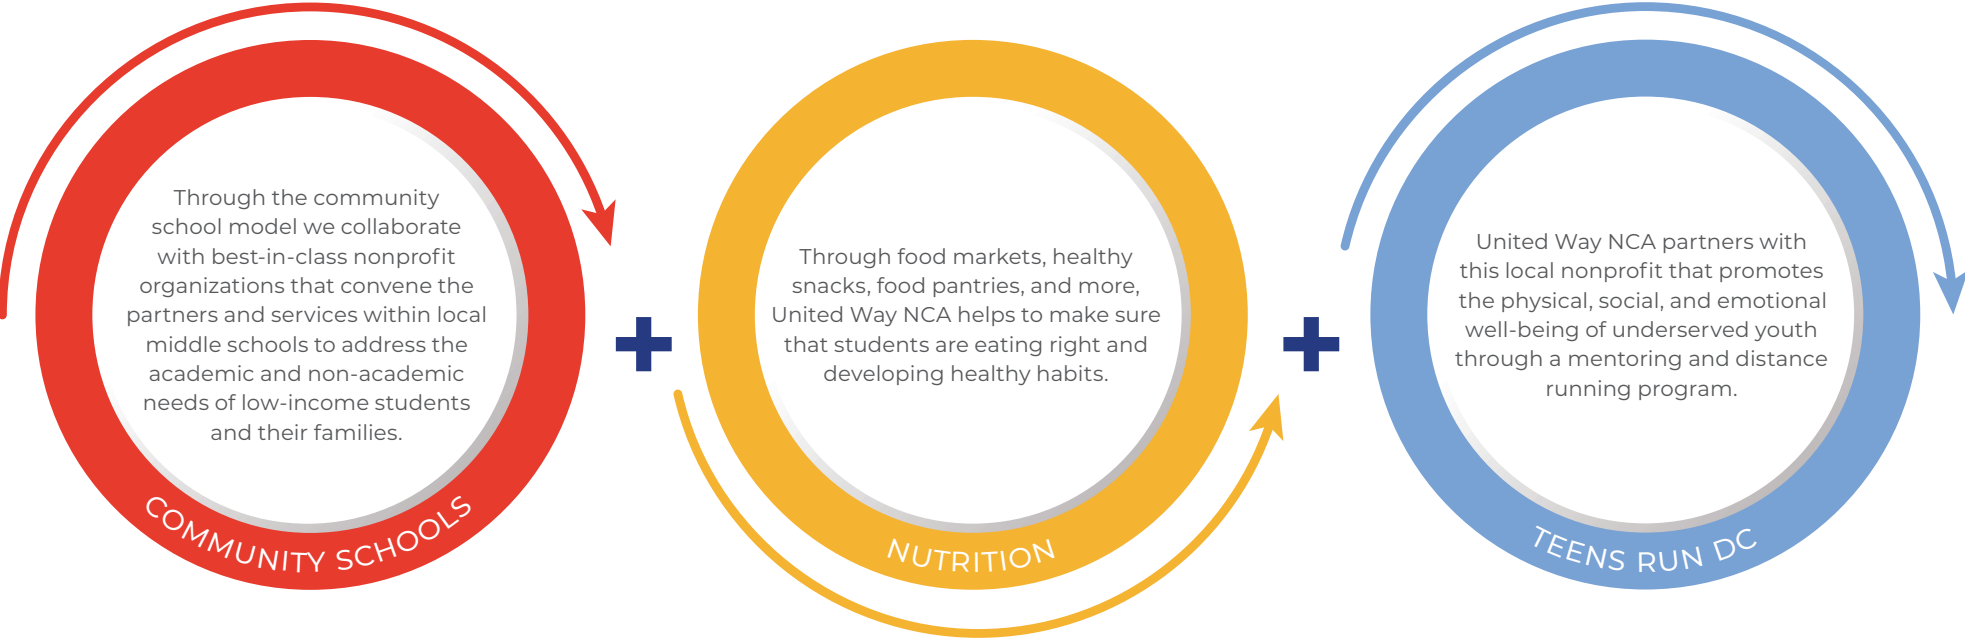 Through the community
school model we collaborate
with best-in-class nonprofit
organizations that convene the
partners and services within local
middle schools to address the
academic and non-academic
needs of low-income students
and their families.
COMMUNITY SCHOOLS
Through food markets, healthy
snacks, food pantries, and more,
United Way NCA helps to make sure
that students are eating right and
developing healthy habits.
NUTRITION
United Way NCA partners with
this local nonprofit that promotes
the physical, social, and emotional
well-being of underserved youth
through a mentoring and distance
running program.
TEENS RUN DC